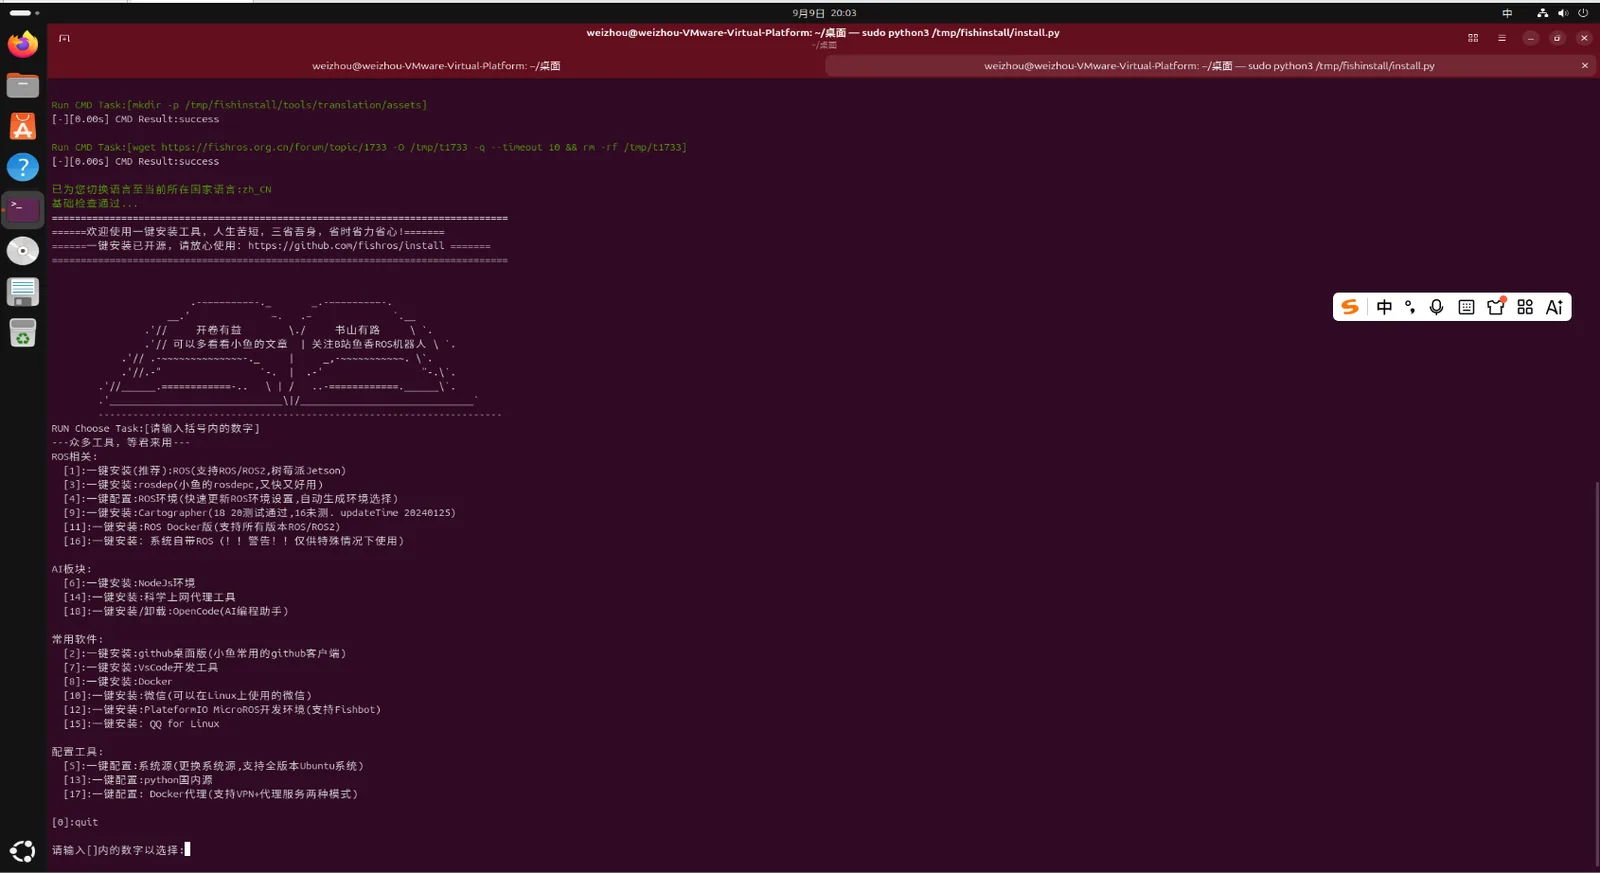 9月9日 20:03
中
weizhou@weizhou-VMware-Virtual-Platform: ~/桌面 — sudo python3 /tmp/fishinstall/install.py
~/桌面
weizhou@weizhou-VMware-Virtual-Platform: ~/桌面
weizhou@weizhou-VMware-Virtual-Platform: ~/桌面 — sudo python3 /tmp/fishinstall/install.py
Run CMD Task:[mkdir -p /tmp/fishinstall/tools/translation/assets]
[-][0.00s] CMD Result:success
Run CMD Task:[wget https://fishros.org.cn/forum/topic/1733 -O /tmp/t1733 -q --timeout 10 && rm -rf /tmp/t1733]
[-][0.00s] CMD Result:success
已为您切换语言至当前所在国家语言:zh_CN
基础检查通过...
===============================================================================
======欢迎使用一键安装工具，人生苦短，三省吾身，省时省力省心!=======
======一键安装已开源，请放心使用：https://github.com/fishros/install =======
===============================================================================
.-~~~~~~~~~-._       _.-~~~~~~~~~-.
__.'              ~.   .~              `.__
.'//     开卷有益        \./     书山有路     \ `.
.'// 可以多看看小鱼的文章  | 关注B站鱼香ROS机器人 \ `.
.'// .-~~~~~~~~~~~~~~-._     |     _,-~~~~~~~~~~~. \`.
.'//.-"                 `-.  |  .-'                 "-.\`.
.'//______.============-..   \ | /   ..-============.______\`.
.'______________________________\|/______________________________`
----------------------------------------------------------------------
RUN Choose Task:[请输入括号内的数字]
---众多工具，等君来用---
ROS相关:
[1]:一键安装(推荐):ROS(支持ROS/ROS2,树莓派Jetson)
[3]:一键安装:rosdep(小鱼的rosdepc,又快又好用)
[4]:一键配置:ROS环境(快速更新ROS环境设置,自动生成环境选择)
[9]:一键安装:Cartographer(18 20测试通过,16未测. updateTime 20240125)
[11]:一键安装:ROS Docker版(支持所有版本ROS/ROS2)
[16]:一键安装：系统自带ROS (！！警告！！仅供特殊情况下使用)
AI板块:
[6]:一键安装:NodeJs环境
[14]:一键安装:科学上网代理工具
[18]:一键安装/卸载:OpenCode(AI编程助手)
常用软件:
[2]:一键安装:github桌面版(小鱼常用的github客户端)
[7]:一键安装:VsCode开发工具
[8]:一键安装:Docker
[10]:一键安装:微信(可以在Linux上使用的微信)
[12]:一键安装:PlateformIO MicroROS开发环境(支持Fishbot)
[15]:一键安装：QQ for Linux
配置工具:
[5]:一键配置:系统源(更换系统源,支持全版本Ubuntu系统)
[13]:一键配置:python国内源
[17]:一键配置: Docker代理(支持VPN+代理服务两种模式)
[0]:quit
请输入[]内的数字以选择:
中